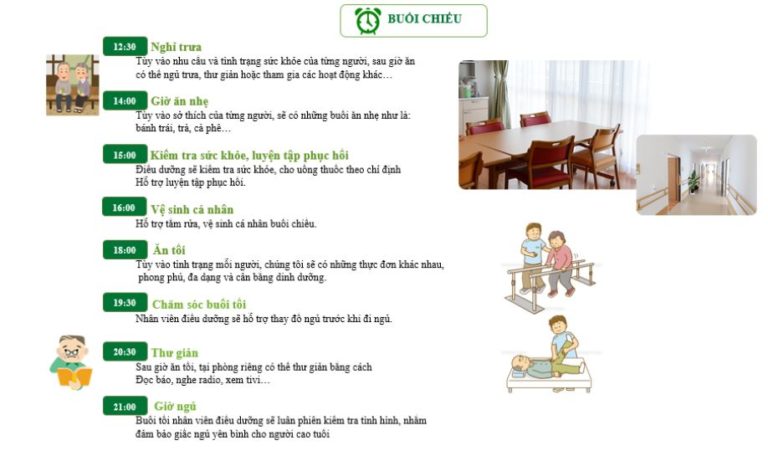 BUỔI CHIỀU
12:30 Nghỉ trưa
Tùy vào nhu cầu và tình trạng sức khỏe của từng người, sau giờ ăn
có thể ngủ trưa, thư giản hoặc tham gia các hoạt động khác…
14:00 Giờ ăn nhẹ
Tùy vào sở thích của từng người, sẽ có những buổi ăn nhẹ như là:
bánh trái, trà, cà phê…
15:00 Kiểm tra sức khỏe, luyện tập phục hồi
Điều dưỡng sẽ kiểm tra sức khỏe, cho uống thuốc theo chỉ định
Hỗ trợ luyện tập phục hồi.
16:00 Vệ sinh cá nhân
Hỗ trợ tắm rửa, vệ sinh cá nhân buổi chiều.
18:00 Ăn tối
Tùy vào tình trạng mỗi người, chúng tôi sẽ có những thực đơn khác nhau,
phong phú, đa dạng và cân bằng dinh dưỡng.
19:30 Chăm sóc buổi tối
Nhân viên điều dưỡng sẽ hỗ trợ thay đồ ngủ trước khi đi ngủ.
20:30 Thư giản
Sau giờ ăn tối, tại phòng riêng có thể thư giản bằng cách
Đọc báo, nghe radio, xem tivi…
21:00 Giờ ngủ
Buổi tối nhân viên điều dưỡng sẽ luân phiên kiểm tra tình hình, nhằm
đảm bảo giấc ngủ yên bình cho người cao tuổi